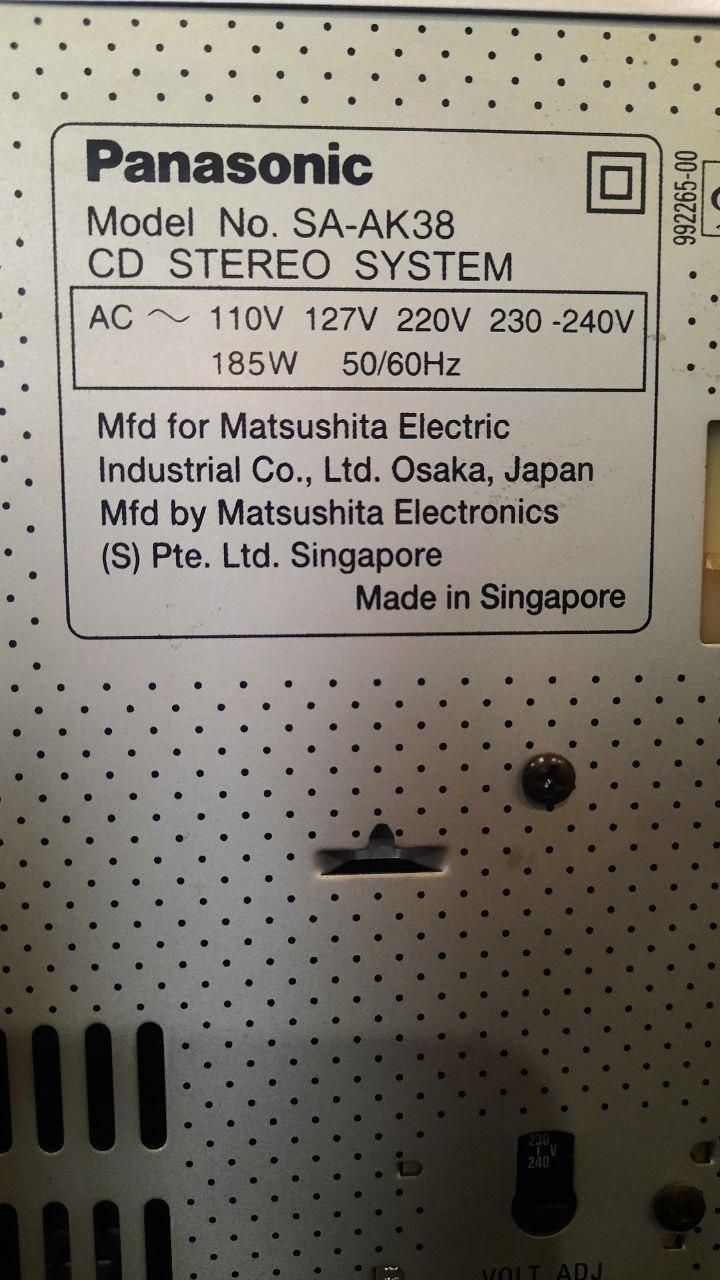 Panasonic
Model No. SA-AK38
CD STEREO SYSTEM
AC ~ 110V 127V 220V 230 -240V
185W 50/60Hz
Mfd for Matsushita Electric
Industrial Co., Ltd. Osaka, Japan
Mfd by Matsushita Electronics
(S) Pte. Ltd. Singapore
Made in Singapore
992265-00
230
V
240
VOLT ADJ